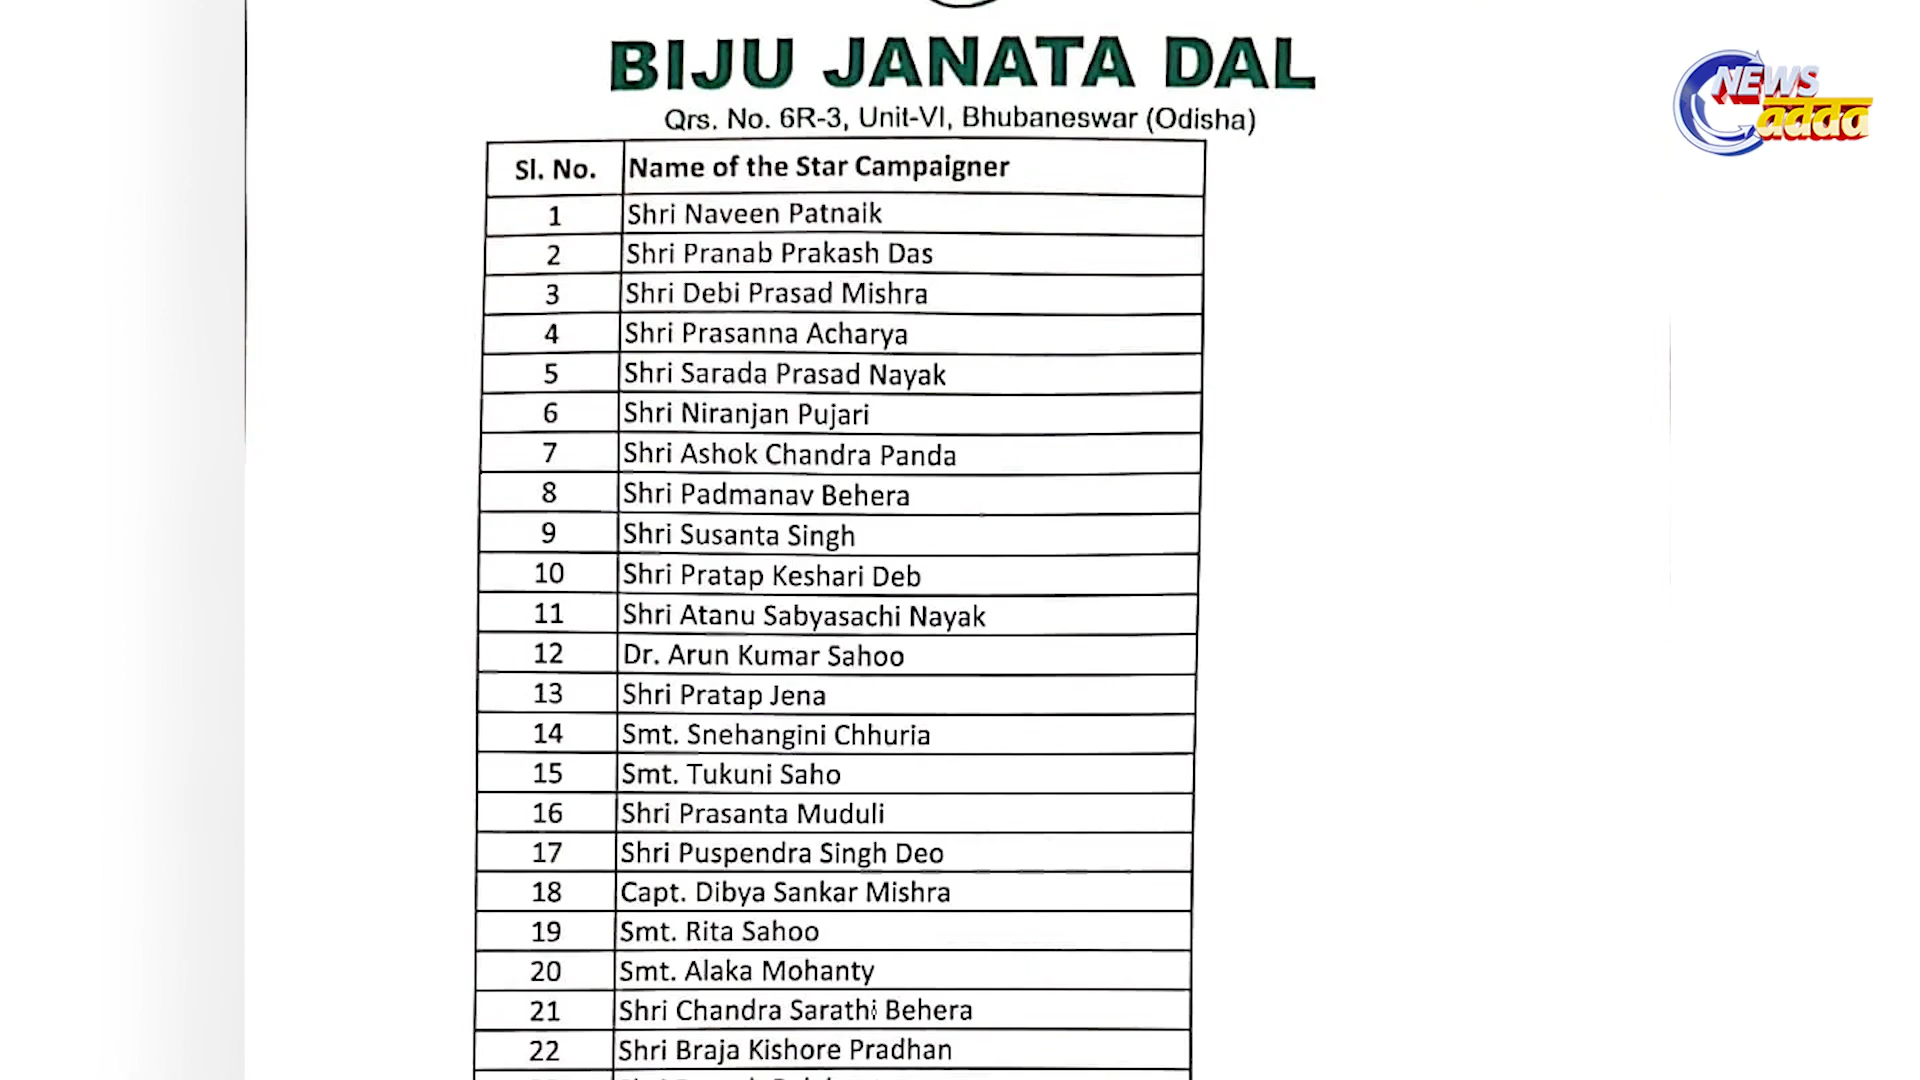 BIJU JANATA DAL
Qrs. No. 6R-3, Unit-VI, Bhubaneswar (Odisha)
NEWS
adda
Sl. No. Name of the Star Campaigner
1 Shri Naveen Patnaik
2 Shri Pranab Prakash Das
3 Shri Debi Prasad Mishra
4 Shri Prasanna Acharya
5 Shri Sarada Prasad Nayak
6 Shri Niranjan Pujari
7 Shri Ashok Chandra Panda
8 Shri Padmanav Behera
9 Shri Susanta Singh
10 Shri Pratap Keshari Deb
11 Shri Atanu Sabyasachi Nayak
12 Dr. Arun Kumar Sahoo
13 Shri Pratap Jena
14 Smt. Snehangini Chhuria
15 Smt. Tukuni Saho
16 Shri Prasanta Muduli
17 Shri Puspendra Singh Deo
18 Capt. Dibya Sankar Mishra
19 Smt. Rita Sahoo
20 Smt. Alaka Mohanty
21 Shri Chandra Sarathi Behera
22 Shri Braja Kishore Pradhan